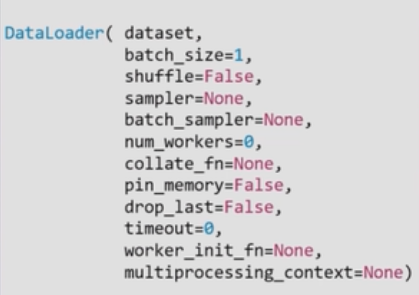 DataLoader( dataset,
batch_size=1,
shuffle=False,
sampler=None,
batch_sampler=None,
num_workers=0,
collate_fn=None,
pin_memory=False,
drop_last=False,
timeout=0,
worker_init_fn=None,
multiprocessing_context=None)